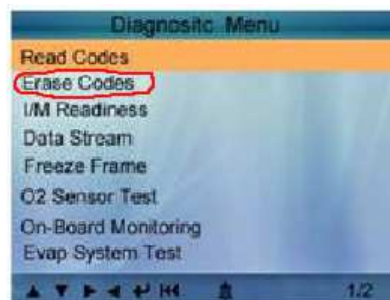 Diagnositc Menu
Read Codes
Erase Codes
I/M Readiness
Data Stream
Freeze Frame
O2 Sensor Test
On-Board Monitoring
Evap System Test
1/2